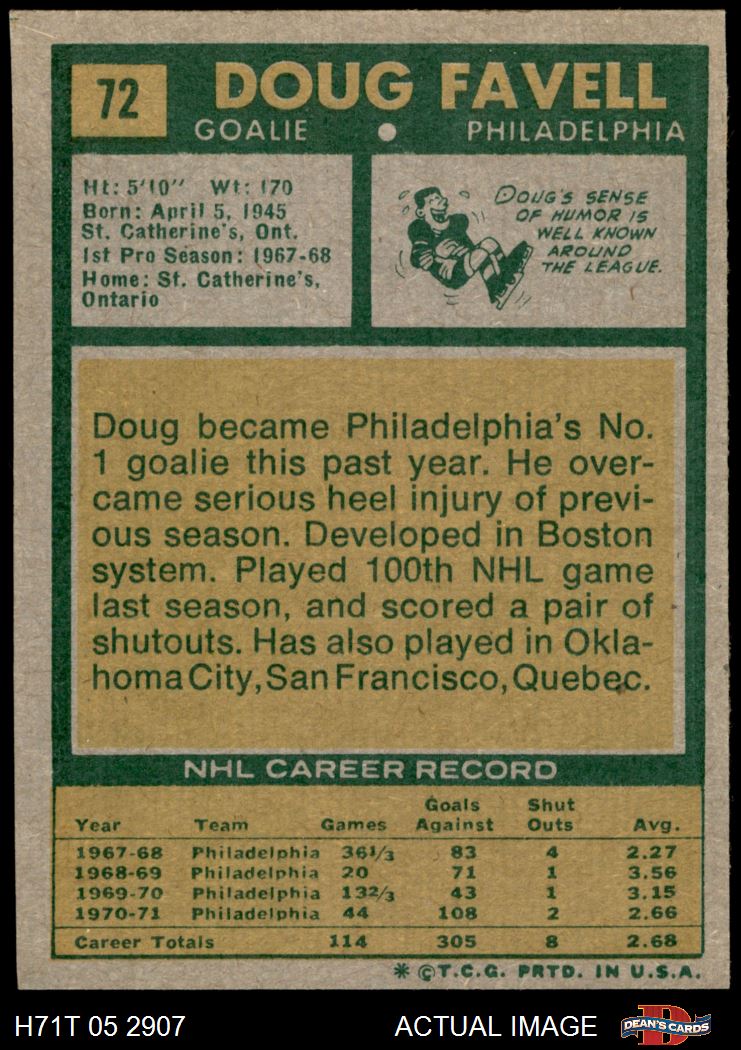 72
DOUG FAVELL
GOALIE • PHILADELPHIA
Ht: 5'10" Wt: 170
Born: April 5, 1945
St. Catherine's, Ont.
1st Pro Season: 1967-68
Home: St. Catherine's,
Ontario
DOUG'S SENSE
OF HUMOR IS
WELL KNOWN
AROUND
THE LEAGUE.
Doug became Philadelphia's No.
1 goalie this past year. He over-
came serious heel injury of previ-
ous season. Developed in Boston
system. Played 100th NHL game
last season, and scored a pair of
shutouts. Has also played in Okla-
homa City, San Francisco, Quebec.
NHL CAREER RECORD
Year Team Games Goals Against Shut Outs Avg.
1967-68 Philadelphia 36 1/3 83 4 2.27
1968-69 Philadelphia 20 71 1 3.56
1969-70 Philadelphia 13 2/3 43 1 3.15
1970-71 Philadelphia 44 108 2 2.66
Career Totals 114 305 8 2.68
* © T.C.G. PRTD. IN U.S.A.
H71T 05 2907 ACTUAL IMAGE
D
DEAN'S CARDS